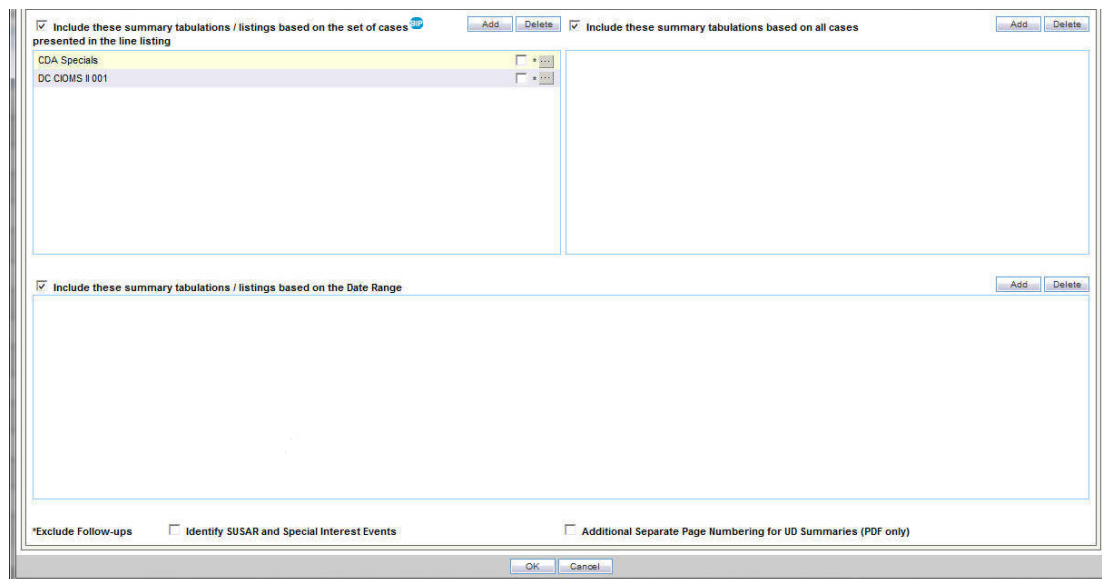 Include these summary tabulations / listings based on the set of cases BIP Add Delete Include these summary tabulations based on all cases Add Delete
presented in the line listing
CDA Specials * ...
DC CIOMS II 001 * ...
Include these summary tabulations / listings based on the Date Range Add Delete
*Exclude Follow-ups Identify SUSAR and Special Interest Events Additional Separate Page Numbering for UD Summaries (PDF only)
OK Cancel